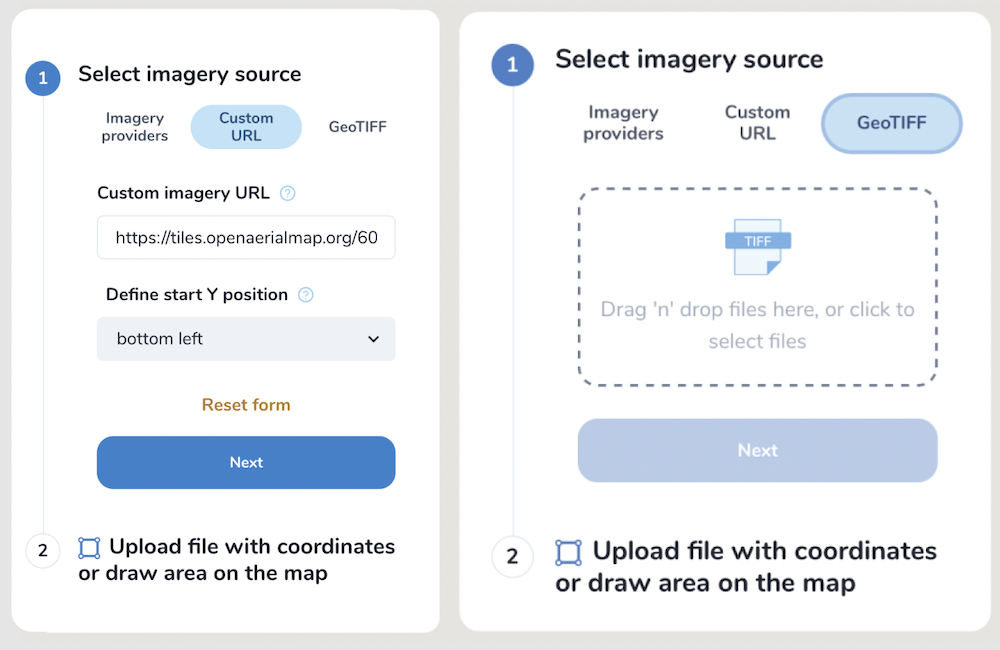 1
Select imagery source
Imagery providers
Custom URL
GeoTIFF
Custom imagery URL ?
https://tiles.openaerialmap.org/60
Define start Y position ?
bottom left
Reset form
Next
2
Upload file with coordinates
or draw area on the map
1
Select imagery source
Imagery providers
Custom URL
GeoTIFF
TIFF
Drag 'n' drop files here, or click to
select files
Next
2
Upload file with coordinates
or draw area on the map